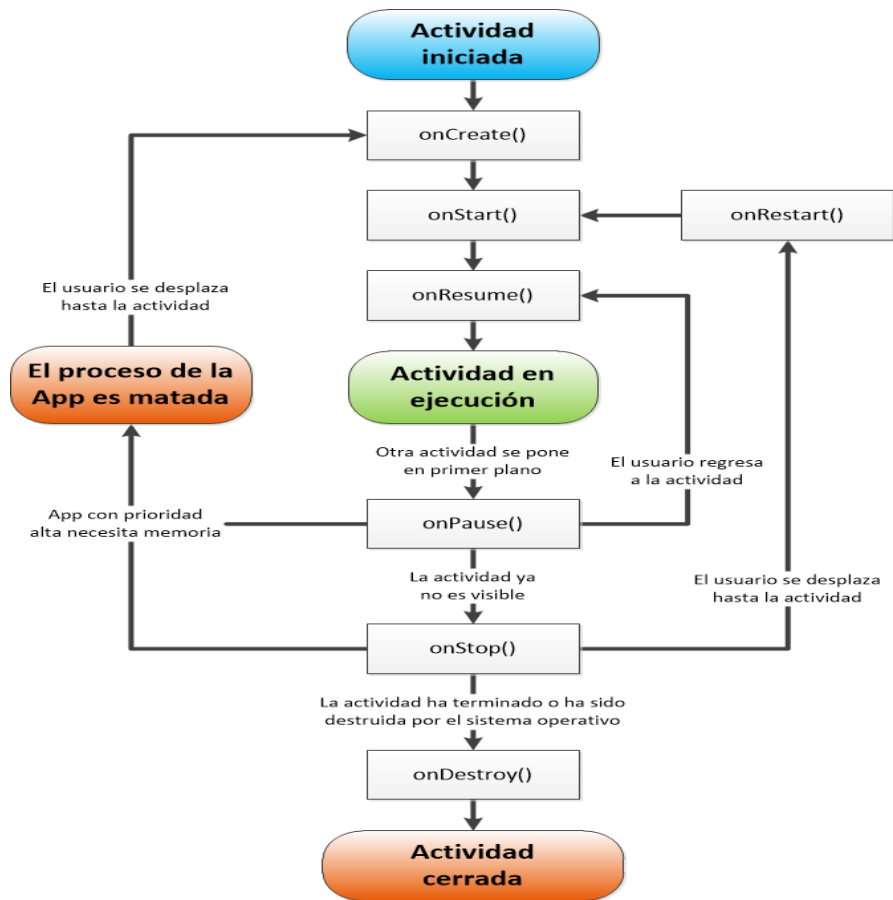 Actividad
iniciada
onCreate()
onStart()
onRestart()
El usuario se desplaza
hasta la actividad
onResume()
El proceso de la
App es matada
Actividad en
ejecución
Otra actividad se pone
en primer plano
El usuario regresa
a la actividad
App con prioridad
alta necesita memoria
onPause()
La actividad ya
no es visible
El usuario se desplaza
hasta la actividad
onStop()
La actividad ha terminado o ha sido
destruida por el sistema operativo
onDestroy()
Actividad
cerrada